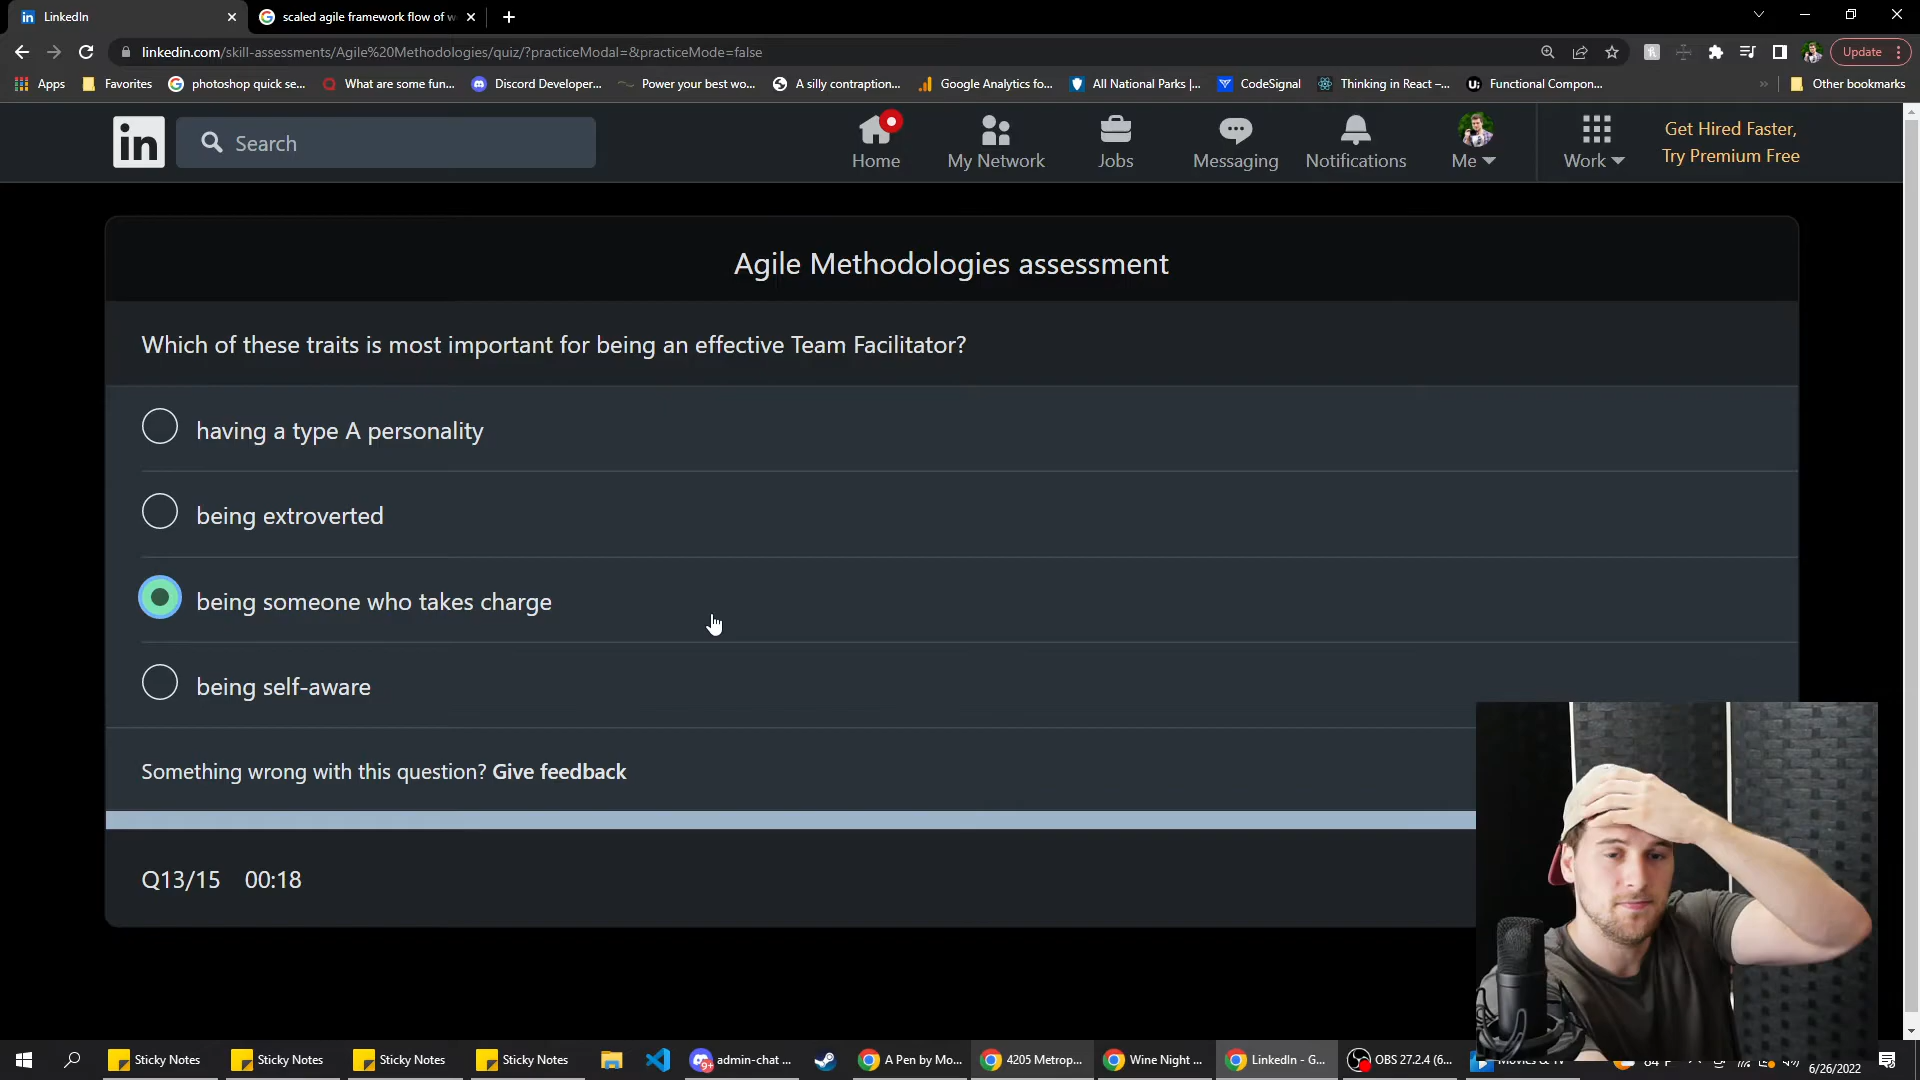 LinkedIn
scaled agile framework flow of w
linkedin.com/skill-assessments/Agile%20Methodologies/quiz/?practiceModal=&practiceMode=false
Update
Apps
Favorites
photoshop quick se...
What are some fun...
Discord Developer...
Power your best wo...
A silly contraption...
Google Analytics fo...
All National Parks |...
CodeSignal
Thinking in React –...
Functional Compon...
»
Other bookmarks
in
Search
Home
My Network
Jobs
Messaging
Notifications
Me
Work
Get Hired Faster,
Try Premium Free
Agile Methodologies assessment
Which of these traits is most important for being an effective Team Facilitator?
having a type A personality
being extroverted
being someone who takes charge
being self-aware
Something wrong with this question? Give feedback
Q13/15 00:18
Sticky Notes
Sticky Notes
Sticky Notes
Sticky Notes
admin-chat ...
A Pen by Mo...
4205 Metrop...
Wine Night ...
LinkedIn - G...
OBS 27.2.4 (6...
6/26/2022